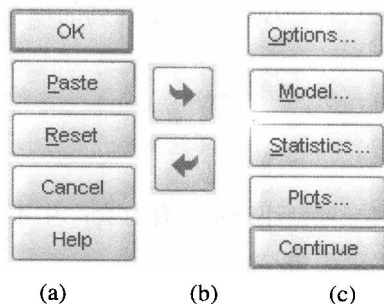 OK
Paste
Reset
Cancel
Help
Options...
Model...
Statistics...
Plots...
Continue
(a) (b) (c)